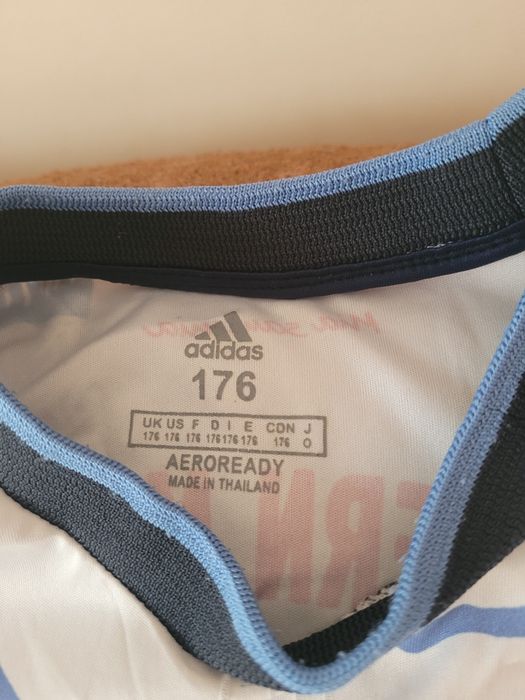 adidas
176
UK US F D I E CDN J
176 176 176 176 176 176 176 O
AEROREADY
MADE IN THAILAND